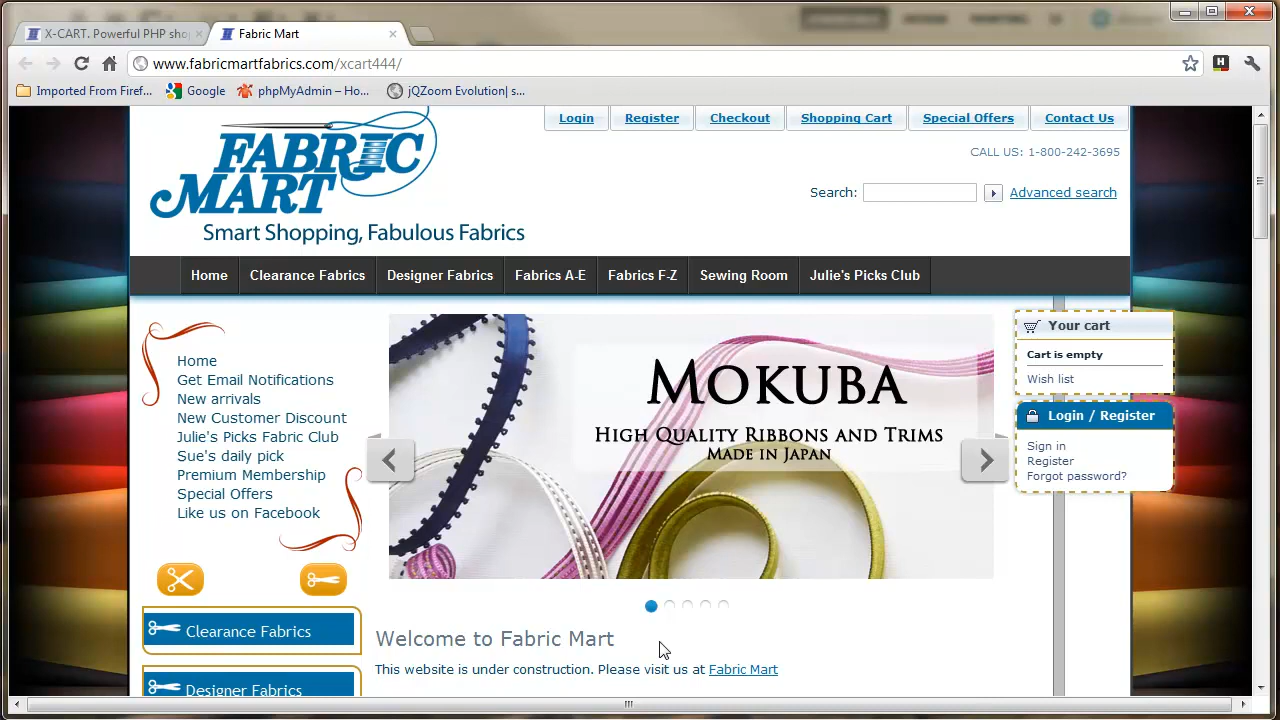 X-CART. Powerful PHP sho
Fabric Mart
www.fabricmartfabrics.com/xcart444/
Imported From Firef...
Google
phpMyAdmin – Ho...
jQZoom Evolution| s...
Login
Register
Checkout
Shopping Cart
Special Offers
Contact Us
CALL US: 1-800-242-3695
Search:
Advanced search
FABRIC
MART
Smart Shopping, Fabulous Fabrics
Home
Clearance Fabrics
Designer Fabrics
Fabrics A-E
Fabrics F-Z
Sewing Room
Julie's Picks Club
Home
Get Email Notifications
New arrivals
New Customer Discount
Julie's Picks Fabric Club
Sue's daily pick
Premium Membership
Special Offers
Like us on Facebook
Clearance Fabrics
Designer Fabrics
MOKUBA
HIGH QUALITY RIBBONS AND TRIMS
MADE IN JAPAN
Your cart
Cart is empty
Wish list
Login / Register
Sign in
Register
Forgot password?
Welcome to Fabric Mart
This website is under construction. Please visit us at Fabric Mart